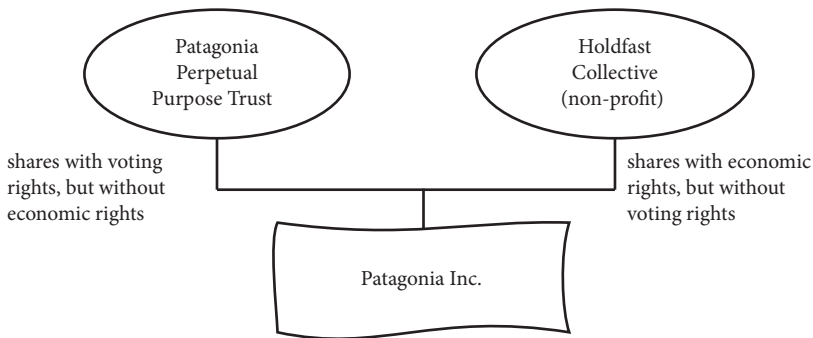 Patagonia
Perpetual
Purpose Trust
Holdfast
Collective
(non-profit)
shares with voting
rights, but without
economic rights
shares with economic
rights, but without
voting rights
Patagonia Inc.